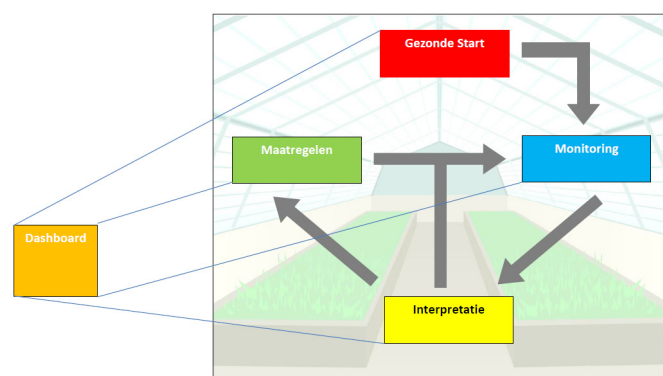 Gezonde Start
Maatregelen
Monitoring
Dashboard
Interpretatie